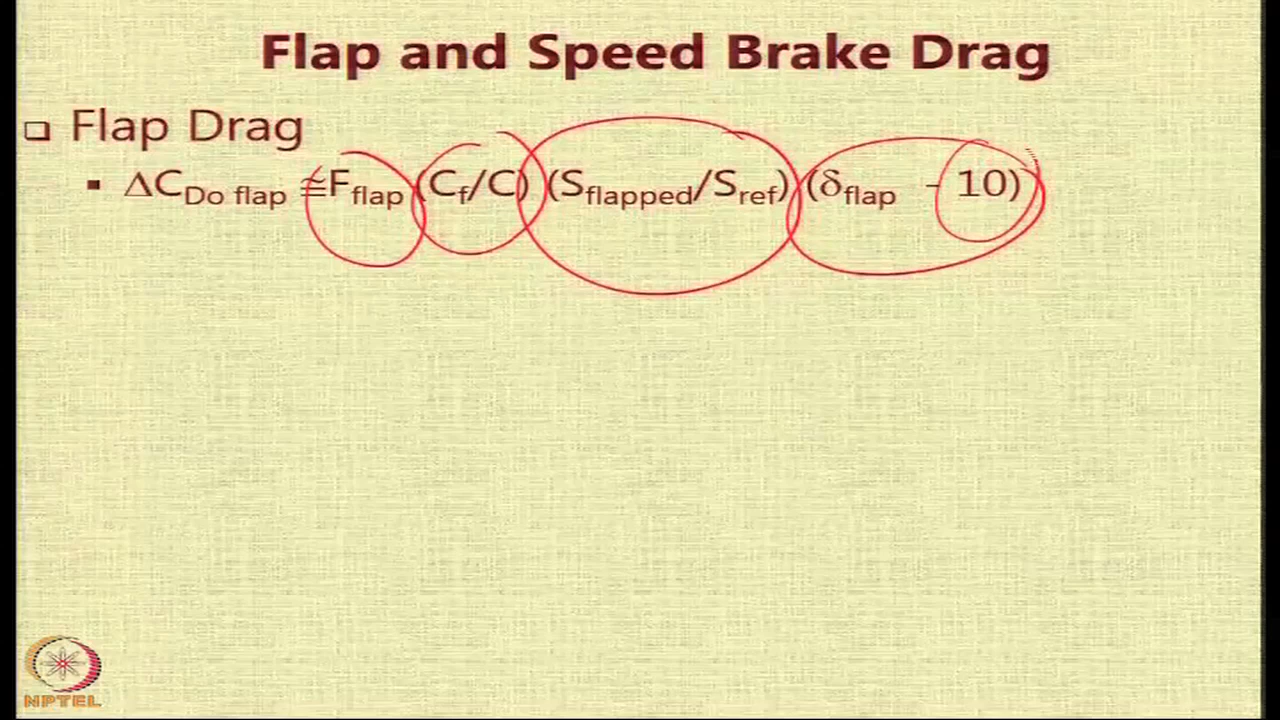 Flap and Speed Brake Drag
❑ Flap Drag
▪ ΔC_Do flap ≅F_flap (C_f/C) (S_flapped/S_ref) (δ_flap - 10)
NPTEL